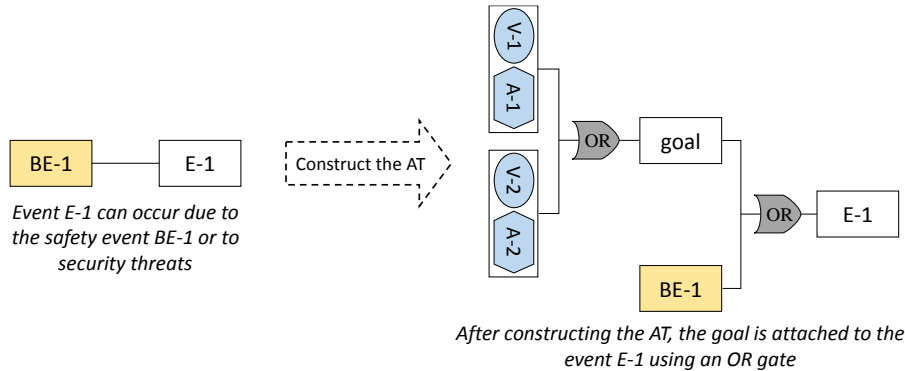 V-1
A-1
OR
goal
BE-1
E-1
Construct the AT
V-2
A-2
OR
E-1
Event E-1 can occur due to
the safety event BE-1 or to
security threats
BE-1
After constructing the AT, the goal is attached to the
event E-1 using an OR gate